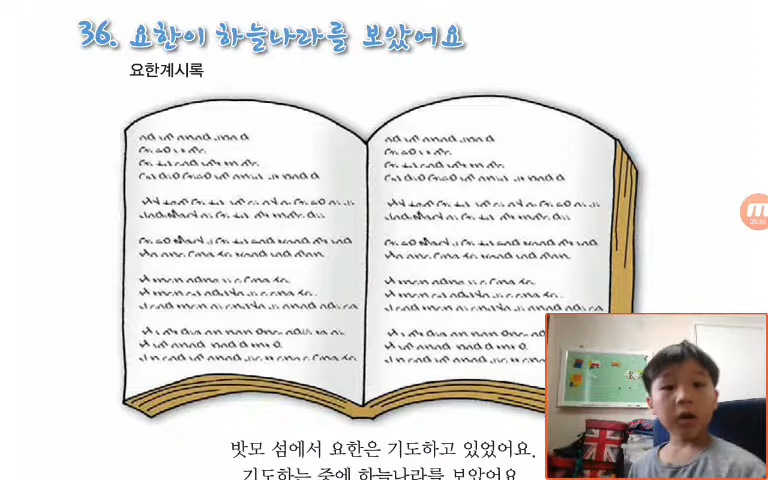 36. 요한이 하늘나라를 보았어요
요한계시록
밧모 섬에서 요한은 기도하고 있었어요.
기도하는 중에 하늘나라를 보았어요